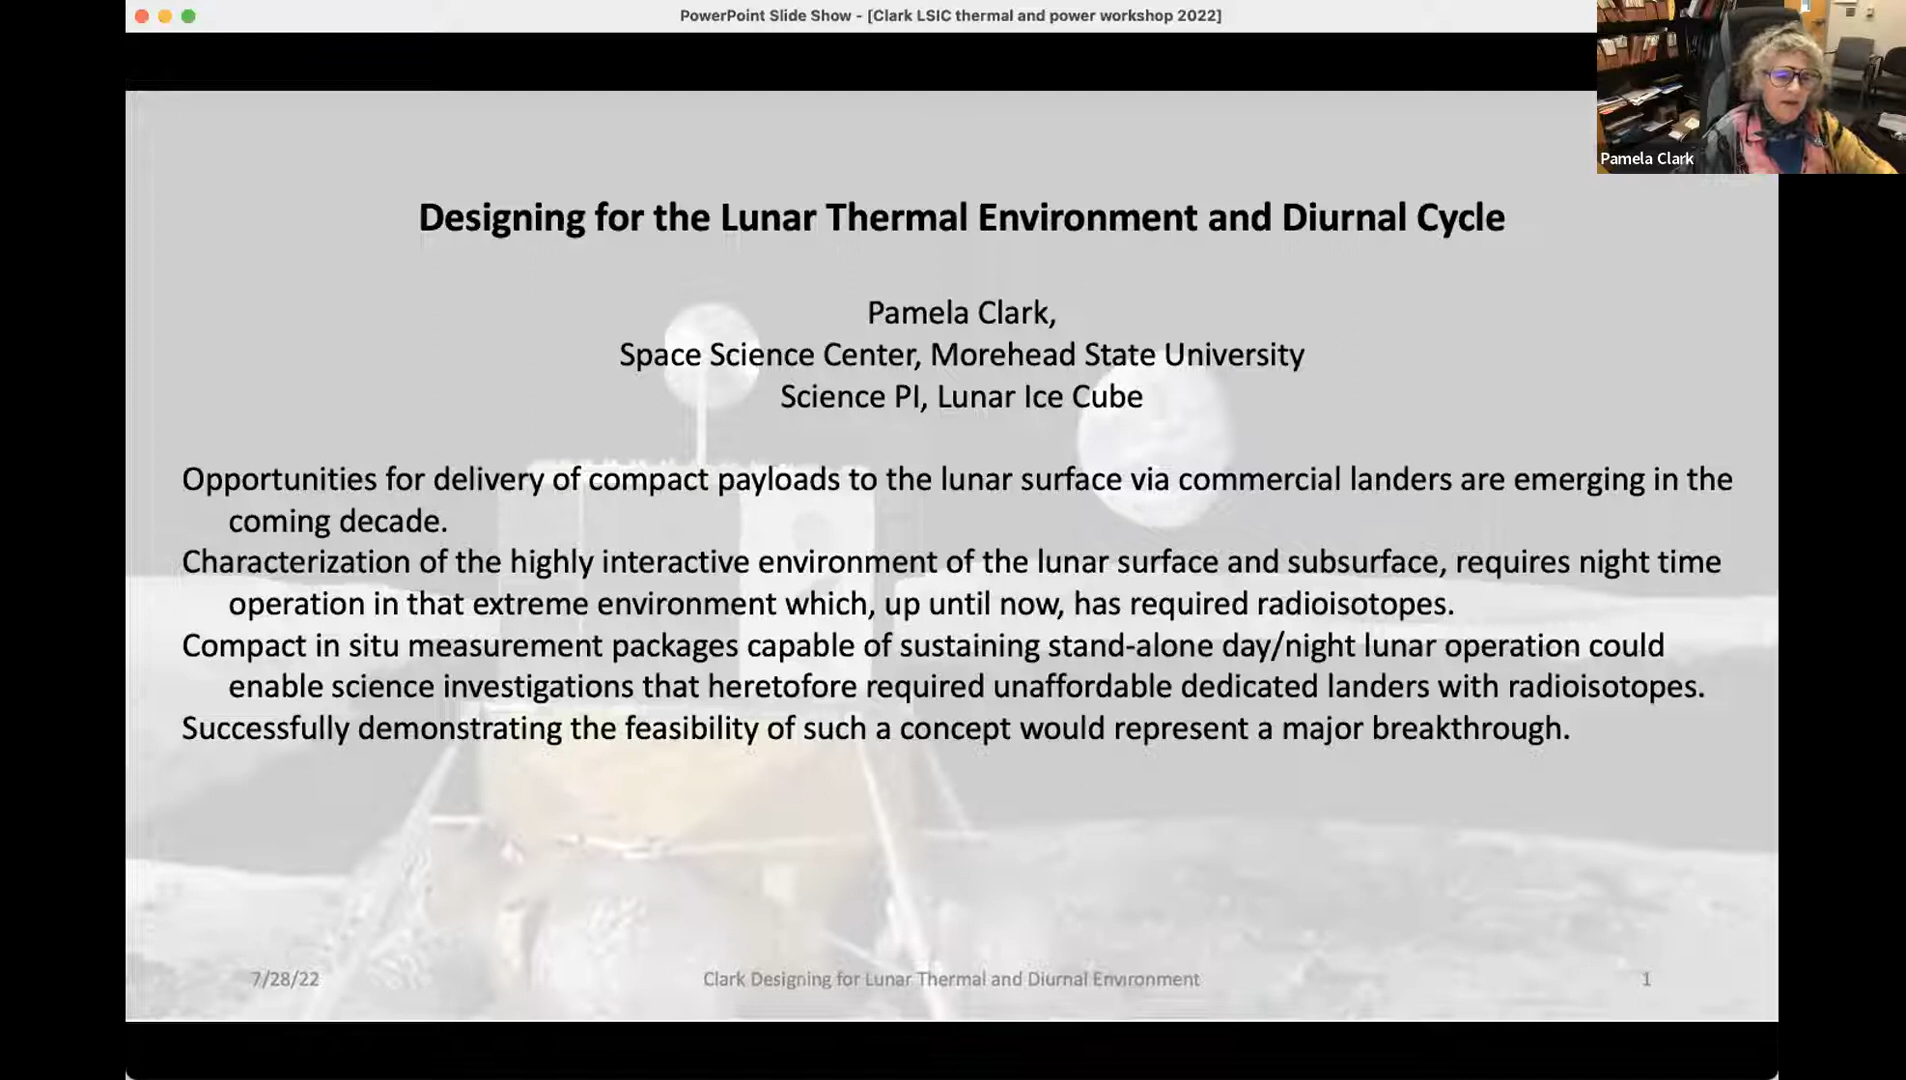 PowerPoint Slide Show - [Clark LSIC thermal and power workshop 2022]
Pamela Clark
Designing for the Lunar Thermal Environment and Diurnal Cycle
Pamela Clark,
Space Science Center, Morehead State University
Science PI, Lunar Ice Cube
Opportunities for delivery of compact payloads to the lunar surface via commercial landers are emerging in the
coming decade.
Characterization of the highly interactive environment of the lunar surface and subsurface, requires night time
operation in that extreme environment which, up until now, has required radioisotopes.
Compact in situ measurement packages capable of sustaining stand-alone day/night lunar operation could
enable science investigations that heretofore required unaffordable dedicated landers with radioisotopes.
Successfully demonstrating the feasibility of such a concept would represent a major breakthrough.
7/28/22
Clark Designing for Lunar Thermal and Diurnal Environment
1